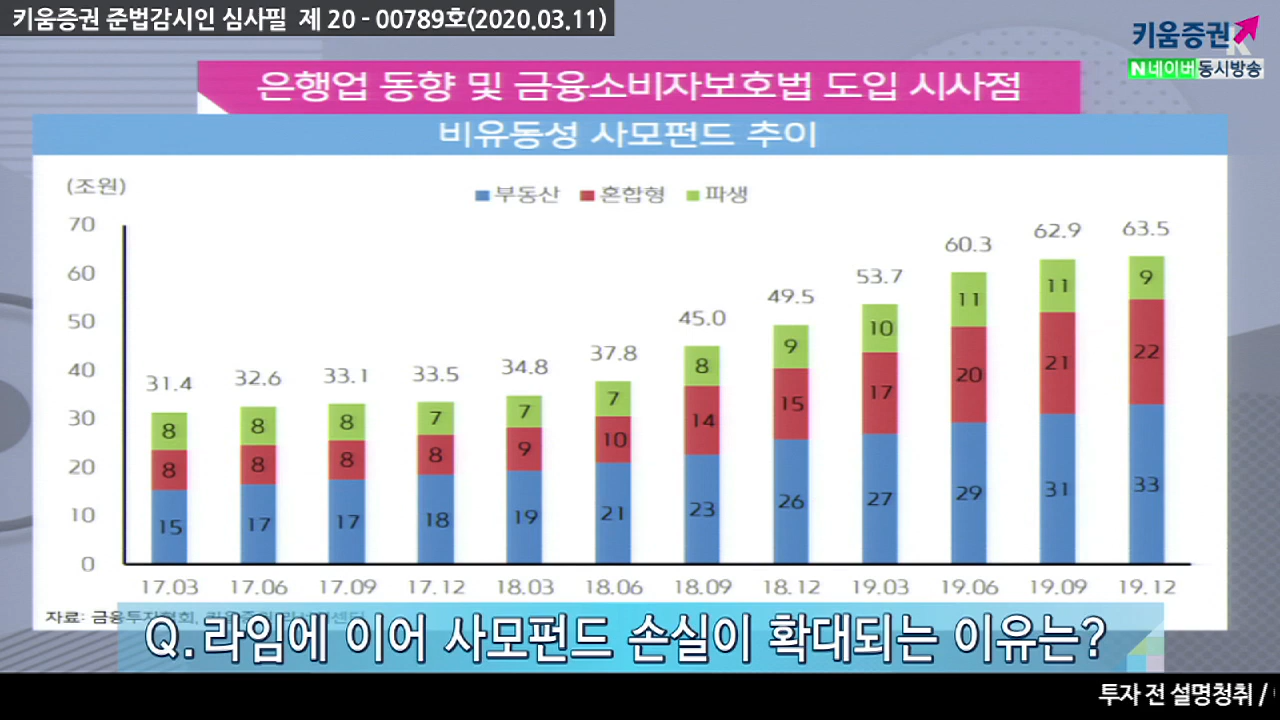 키움증권 준법감시인 심사필 제 20 - 00789호(2020.03.11)
키움증권
K
N 네이버 동시방송
은행업 동향 및 금융소비자보호법 도입 시사점
비유동성 사모펀드 추이
(조원)
부동산 혼합형 파생
70
60
50
40
30
20
10
0
31.4 32.6 33.1 33.5 34.8 37.8 45.0 49.5 53.7 60.3 62.9 63.5
8 8 8 7 7 7 8 9 10 11 11 9
8 8 8 8 9 10 14 15 17 20 21 22
15 17 17 18 19 21 23 26 27 29 31 33
17.03 17.06 17.09 17.12 18.03 18.06 18.09 18.12 19.03 19.06 19.09 19.12
자료: 금융투자협회,
Q. 라임에 이어 사모펀드 손실이 확대되는 이유는?
투자 전 설명청취 /